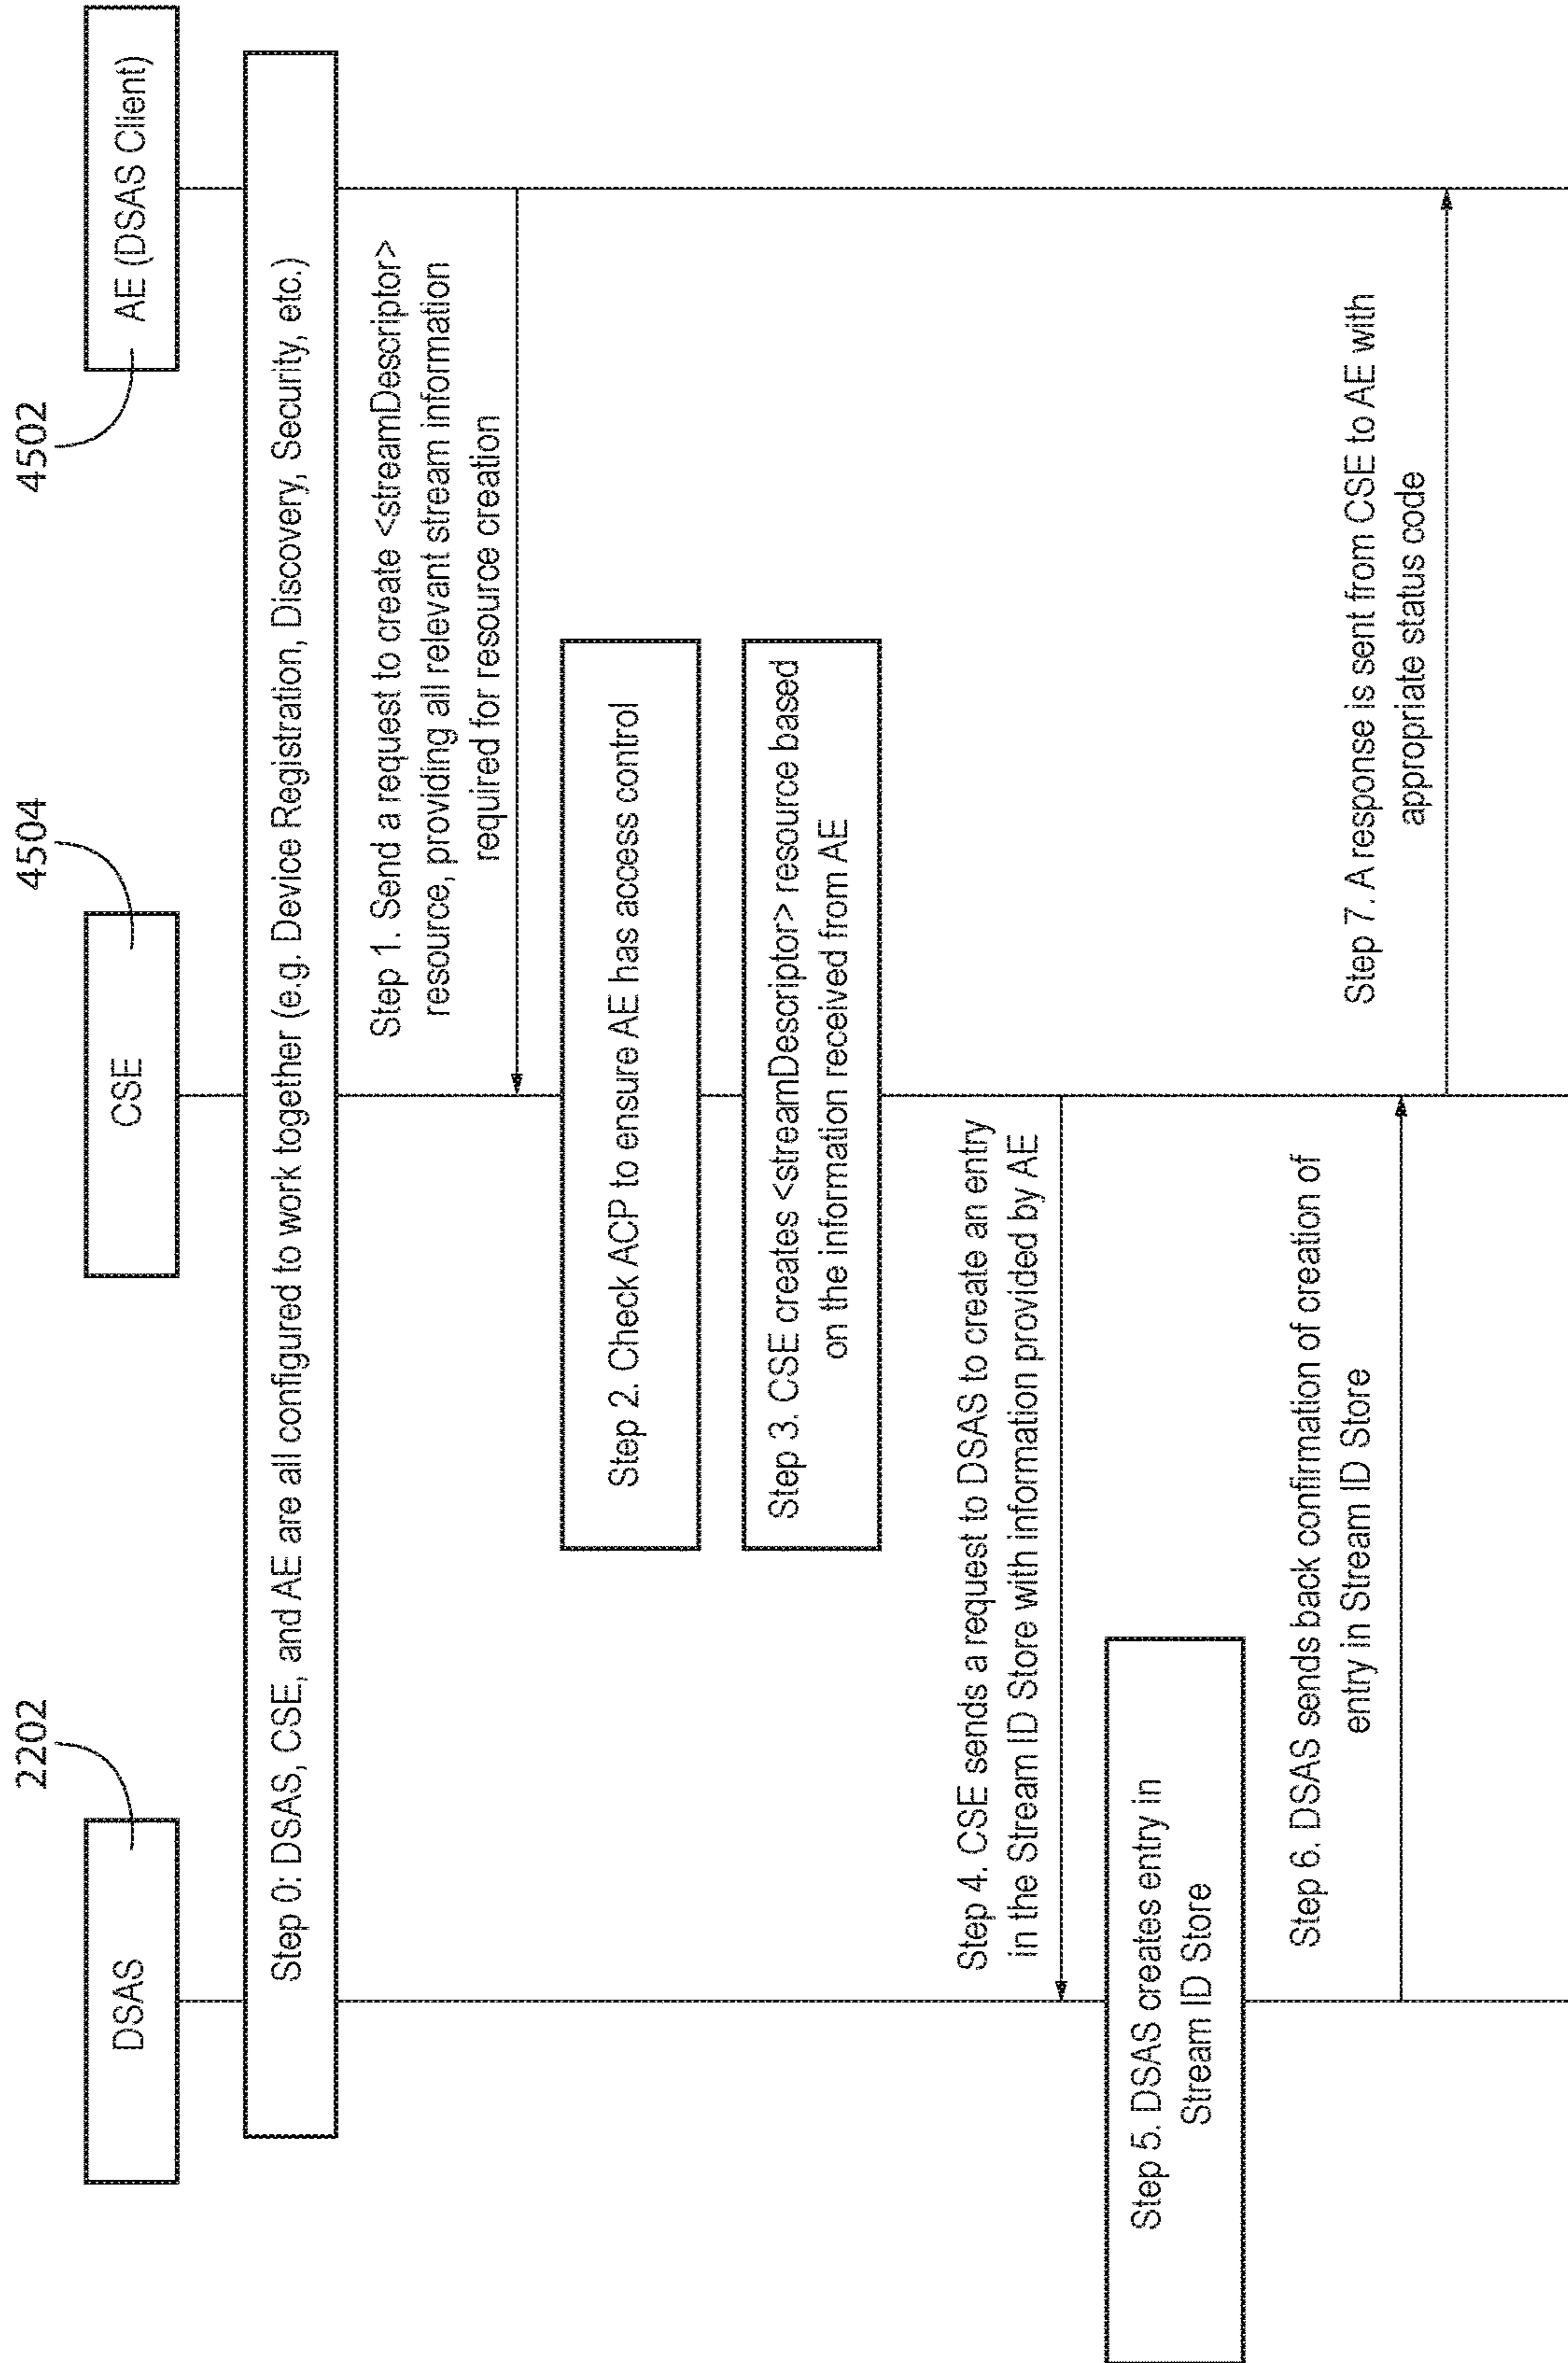 2202
4504
4502
DSAS
CSE
AE (DSAS Client)
Step 0: DSAS, CSE, and AE are all configured to work together (e.g. Device Registration, Discovery, Security, etc.)
Step 1. Send a request to create <streamDescriptor>
resource, providing all relevant stream information
required for resource creation
Step 2. Check ACP to ensure AE has access control
Step 3. CSE creates <streamDescriptor> resource based
on the information received from AE
Step 4. CSE sends a request to DSAS to create an entry
in the Stream ID Store with information provided by AE
Step 5. DSAS creates entry in
Stream ID Store
Step 6. DSAS sends back confirmation of creation of
entry in Stream ID Store
Step 7. A response is sent from CSE to AE with
appropriate status code